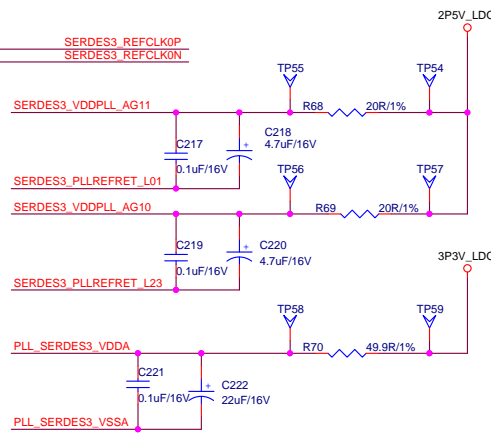 2P5V_LDO
SERDES3_REFCLK0P
SERDES3_REFCLK0N
TP55
TP54
SERDES3_VDDPLL_AG11
R68
20R/1%
C217
0.1uF/16V
+
C218
4.7uF/16V
TP56
TP57
SERDES3_PLLREFRET_L01
SERDES3_VDDPLL_AG10
R69
20R/1%
C219
0.1uF/16V
+
C220
4.7uF/16V
3P3V_LDO
SERDES3_PLLREFRET_L23
TP58
TP59
PLL_SERDES3_VDDA
R70
49.9R/1%
C221
0.1uF/16V
+
C222
22uF/16V
PLL_SERDES3_VSSA